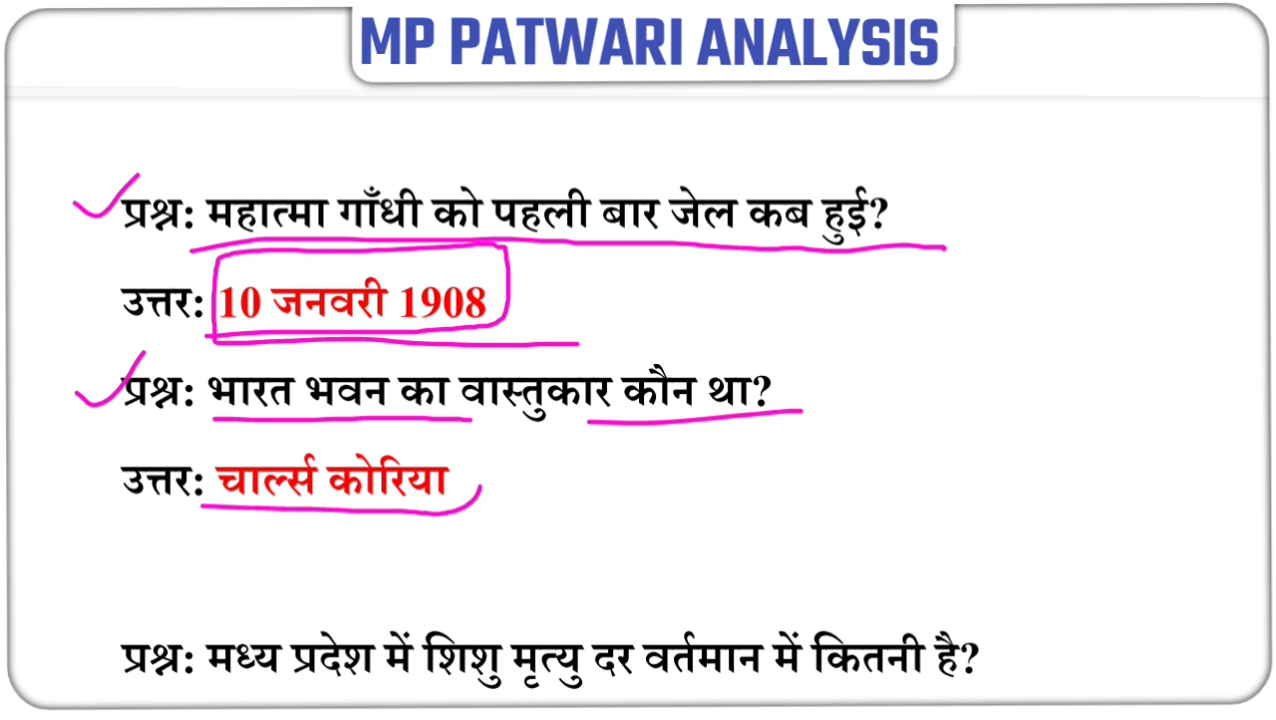 MP PATWARI ANALYSIS
प्रश्न: महात्मा गाँधी को पहली बार जेल कब हुई?
उत्तर: 10 जनवरी 1908
प्रश्न: भारत भवन का वास्तुकार कौन था?
उत्तर: चार्ल्स कोरिया
प्रश्न: मध्य प्रदेश में शिशु मृत्यु दर वर्तमान में कितनी है?